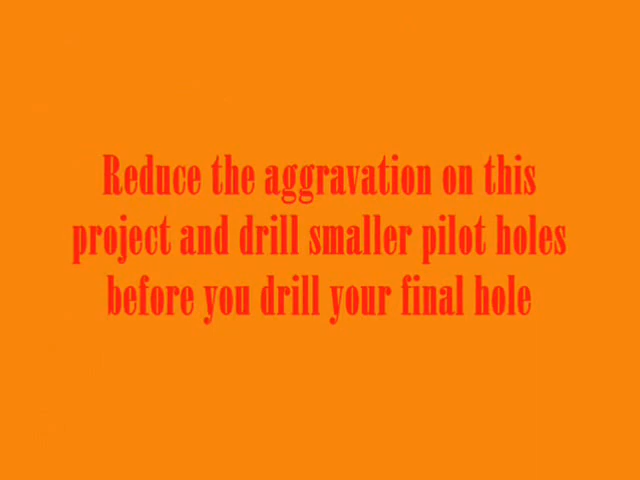 Reduce the aggravation on this
project and drill smaller pilot holes
before you drill your final hole